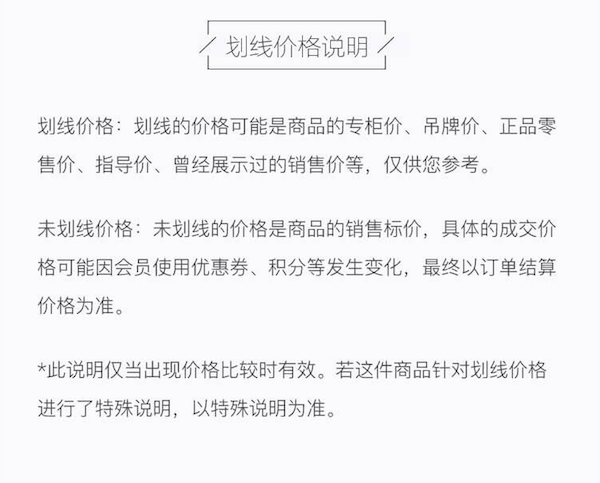 划线价格说明
划线价格：划线的价格可能是商品的专柜价、吊牌价、正品零
售价、指导价、曾经展示过的销售价等，仅供您参考。
未划线价格：未划线的价格是商品的销售标价，具体的成交价
格可能因会员使用优惠券、积分等发生变化，最终以订单结算
价格为准。
*此说明仅当出现价格比较时有效。若这件商品针对划线价格
进行了特殊说明，以特殊说明为准。